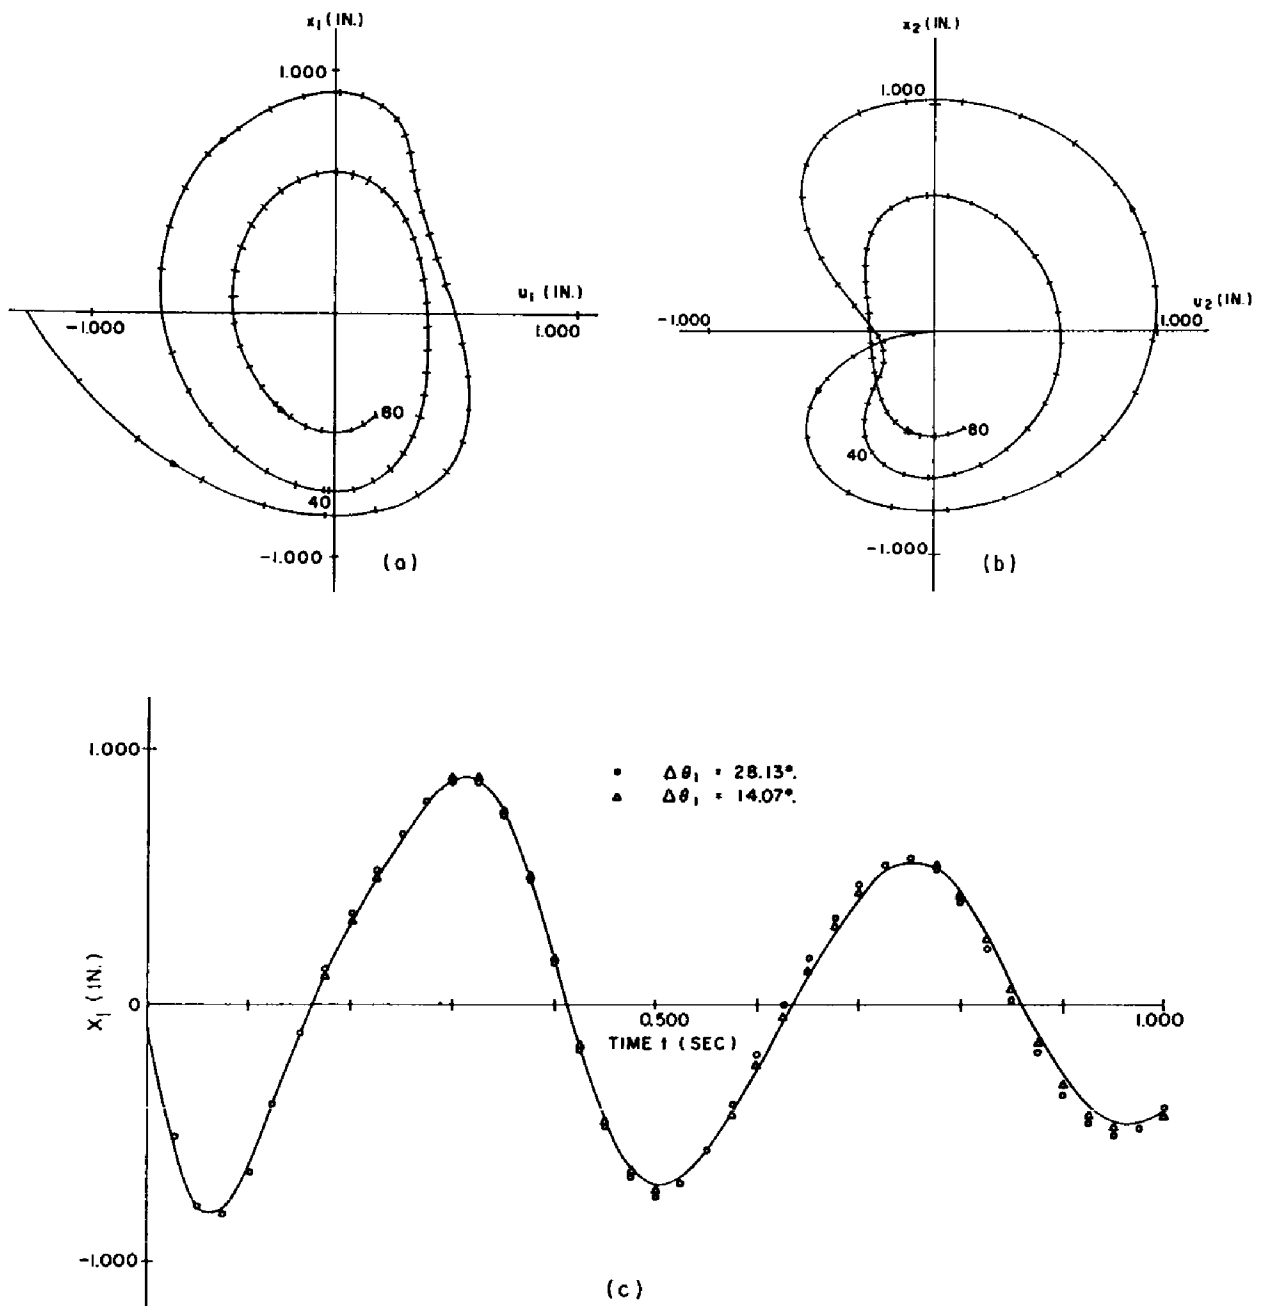 x₁ (IN.)
1.000
u₁ (IN.)
-1.000
1.000
80
40
-1.000
(a)
x₂ (IN.)
1.000
u₂ (IN.)
-1.000
1.000
80
40
-1.000
(b)
1.000
Δθ₁ = 28.13°.
Δθ₁ = 14.07°.
X₁ (IN.)
0
0.500
1.000
TIME t (SEC)
-1.000
(c)